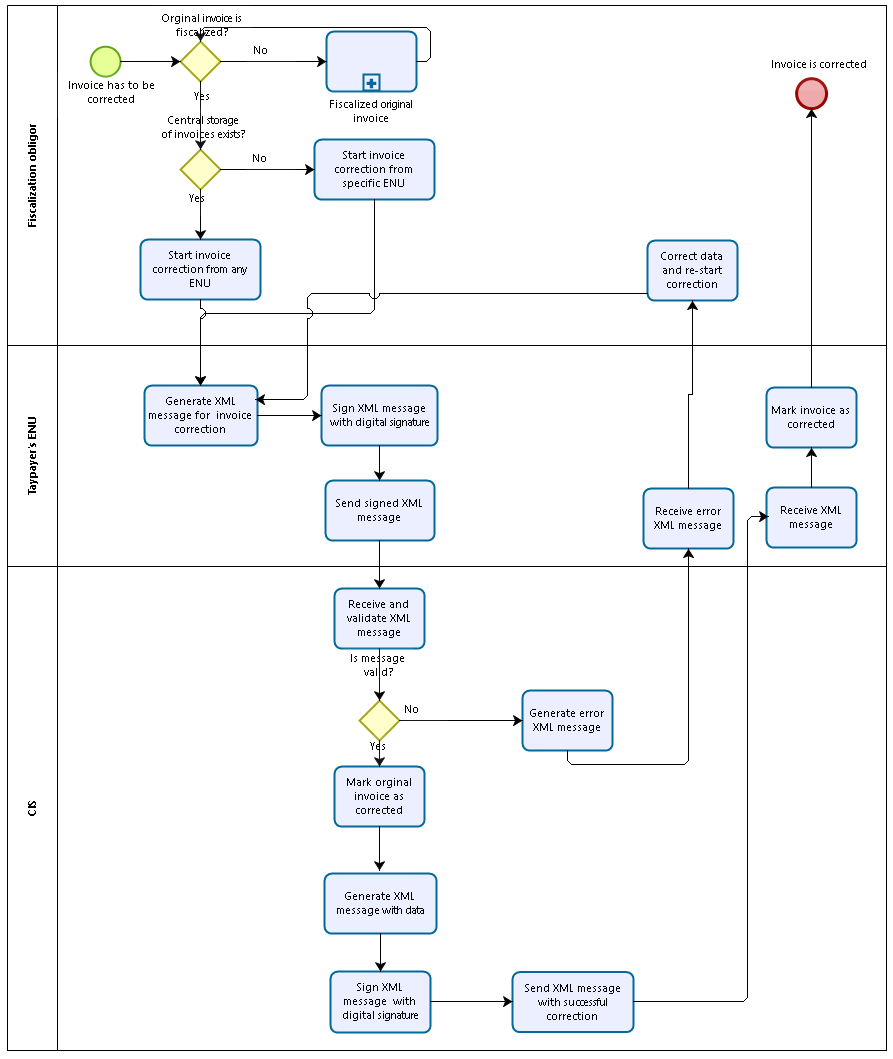 Orginal invoice is
fiscalized?
No
Invoice has to be
corrected
Yes
Fiscalized original
invoice
Invoice is corrected
Central storage
of invoices exists?
No
Yes
Start invoice
correction from
specific ENU
Fiscalization obligor
Start invoice
correction from any
ENU
Correct data
and re-start
correction
Taypayer's ENU
Generate XML
message for invoice
correction
Sign XML message
with digital signature
Mark invoice as
corrected
Send signed XML
message
Receive error
XML message
Receive XML
message
CIS
Receive and
validate XML
message
Is message
valid?
No
Yes
Generate error
XML message
Mark orginal
invoice as
corrected
Generate XML
message with data
Sign XML
message with
digital signature
Send XML message
with successful
correction